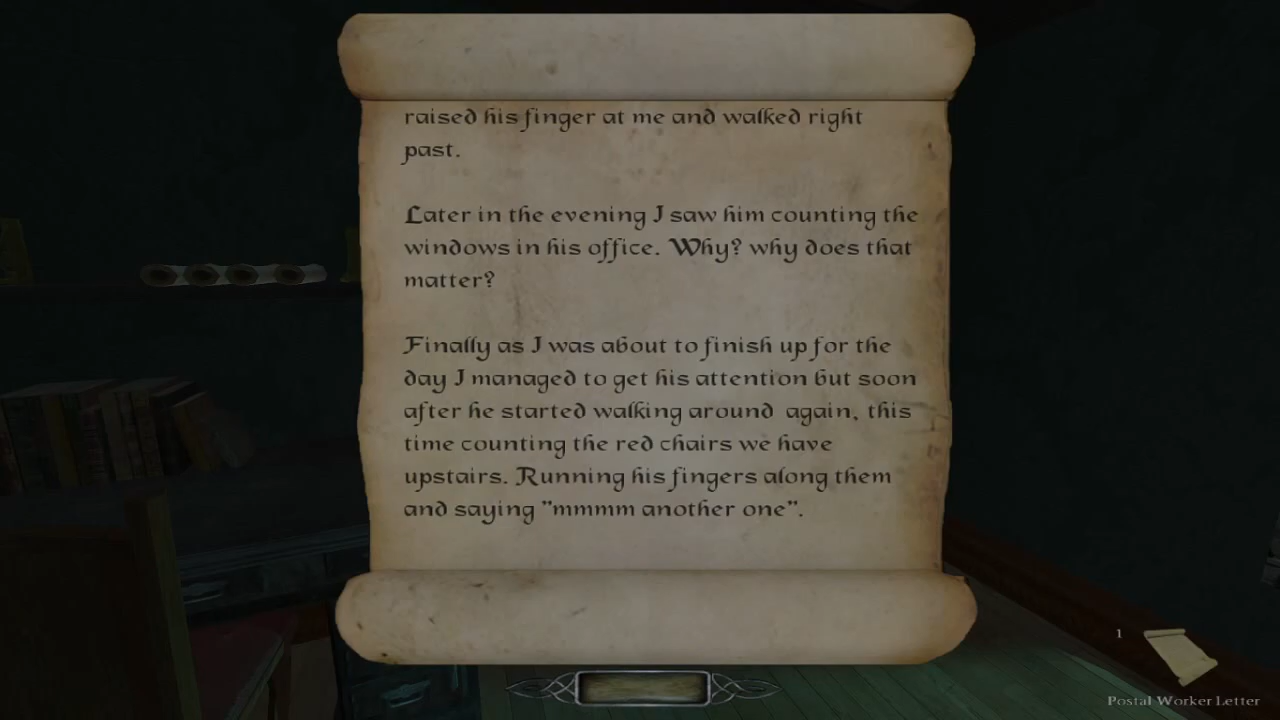 raised his finger at me and walked right
past.
Later in the evening I saw him counting the
windows in his office. Why? why does that
matter?
Finally as I was about to finish up for the
day I managed to get his attention but soon
after he started walking around again, this
time counting the red chairs we have
upstairs. Running his fingers along them
and saying "mmmm another one".
1
Postal Worker Letter